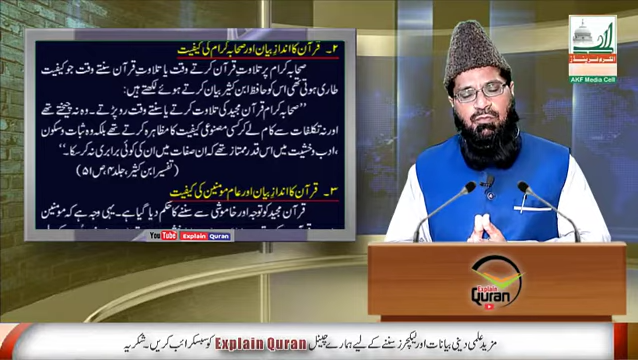 ۲۔ قرآن کا اندازِ بیان اور صحابہ کرام کی کیفیت
صحابہ کرام پر تلاوتِ قرآن کرتے وقت یا تلاوتِ قرآن سنتے وقت جو کیفیت
طاری ہوتی تھی اس کو حافظ ابن کثیر بیان کرتے ہوئے لکھتے ہیں:
”صحابہ کرام قرآن مجید کی تلاوت کرتے یا سنتے وقت رو پڑتے۔ وہ نہ چیختے تھے
اور نہ تکلفات سے کام لے کر کسی مصنوعی کیفیت کا مظاہرہ کرتے تھے بلکہ وہ ثبات و سکون
، ادب و خشیت میں اس قدر ممتاز تھے کہ ان صفات میں ان کی کوئی برابری نہ کر سکا۔“
(تفسیر ابن کثیر، جلد ۴، ص ۵۱)
۳۔ قرآن کا اندازِ بیان اور عام مومنین کی کیفیت
قرآن مجید کو توجہ اور خاموشی سے سننے کا حکم دیا گیا ہے۔ یہی وجہ ہے کہ مومنین
YouTube Explain Quran
AKF Media Cell
Explain
Quran
مزید علمی دینی بیانات اور لیکچرز سننے کے لیے ہمارے چینل Explain Quran کو سبسکرائب کریں۔ شکریہ